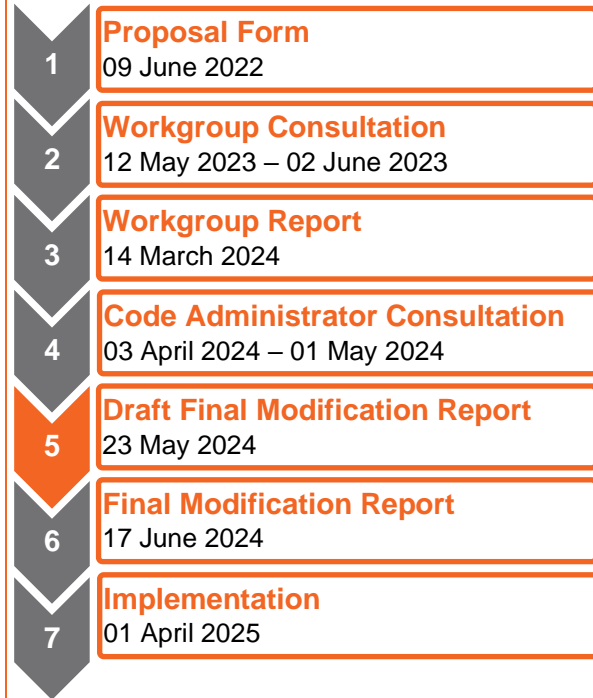 1
Proposal Form
09 June 2022
2
Workgroup Consultation
12 May 2023 – 02 June 2023
3
Workgroup Report
14 March 2024
4
Code Administrator Consultation
03 April 2024 – 01 May 2024
5
Draft Final Modification Report
23 May 2024
6
Final Modification Report
17 June 2024
7
Implementation
01 April 2025